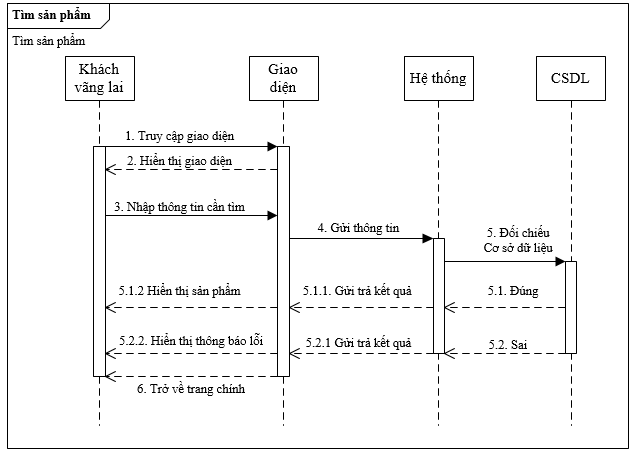 Tìm sản phẩm
Tìm sản phẩm
Khách
vãng lai
Giao
diện
Hệ thống
CSDL
1. Truy cập giao diện
2. Hiển thị giao diện
3. Nhập thông tin cần tìm
4. Gửi thông tin
5. Đối chiếu
Cơ sở dữ liệu
5.1.2 Hiển thị sản phẩm
5.1.1. Gửi trả kết quả
5.1. Đúng
5.2.2. Hiển thị thông báo lỗi
5.2.1 Gửi trả kết quả
5.2. Sai
6. Trở về trang chính